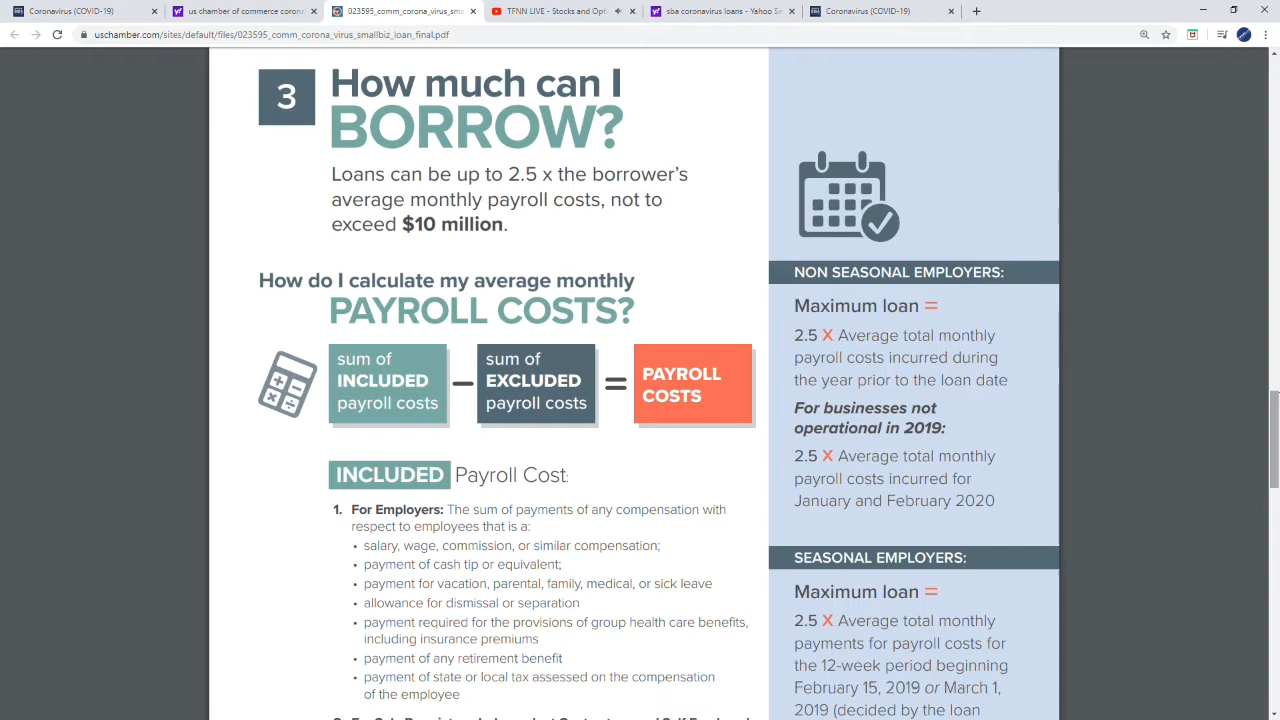 Coronavirus (COVID-19)
us chamber of commerce corona
023595_comm_corona_virus_sma
TFNN LIVE - Stocks and Opti
sba coronavirus loans - Yahoo Se
Coronavirus (COVID-19)
uschamber.com/sites/default/files/023595_comm_corona_virus_smallbiz_loan_final.pdf
3
How much can I
BORROW?
Loans can be up to 2.5 x the borrower's
average monthly payroll costs, not to
exceed $10 million.
How do I calculate my average monthly
PAYROLL COSTS?
sum of
INCLUDED
payroll costs
–
sum of
EXCLUDED
payroll costs
=
PAYROLL
COSTS
INCLUDED Payroll Cost:
1. For Employers: The sum of payments of any compensation with
respect to employees that is a:
• salary, wage, commission, or similar compensation;
• payment of cash tip or equivalent;
• payment for vacation, parental, family, medical, or sick leave
• allowance for dismissal or separation
• payment required for the provisions of group health care benefits,
including insurance premiums
• payment of any retirement benefit
• payment of state or local tax assessed on the compensation
of the employee
NON SEASONAL EMPLOYERS:
Maximum loan =
2.5 X Average total monthly
payroll costs incurred during
the year prior to the loan date
For businesses not
operational in 2019:
2.5 X Average total monthly
payroll costs incurred for
January and February 2020
SEASONAL EMPLOYERS:
Maximum loan =
2.5 X Average total monthly
payments for payroll costs for
the 12-week period beginning
February 15, 2019 or March 1,
2019 (decided by the loan